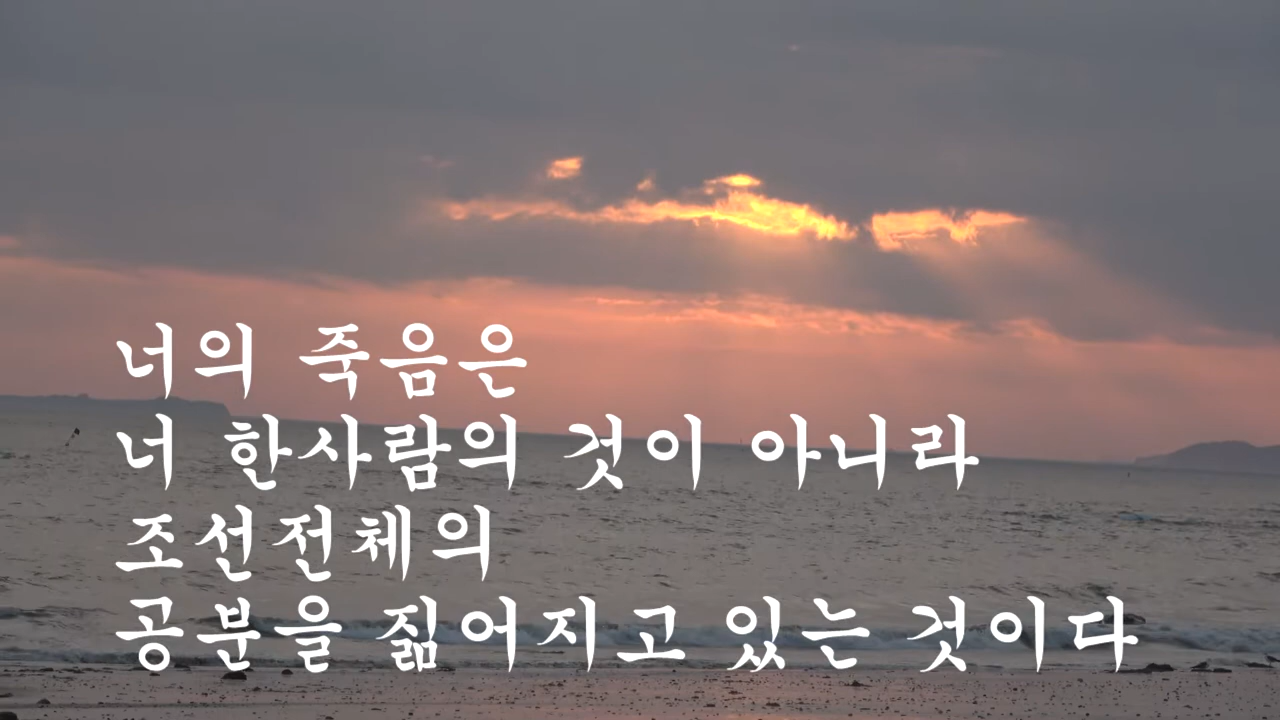 너의 죽음은
너 한사람의 것이 아니라
조선전체의
공분을 짊어지고 있는 것이다